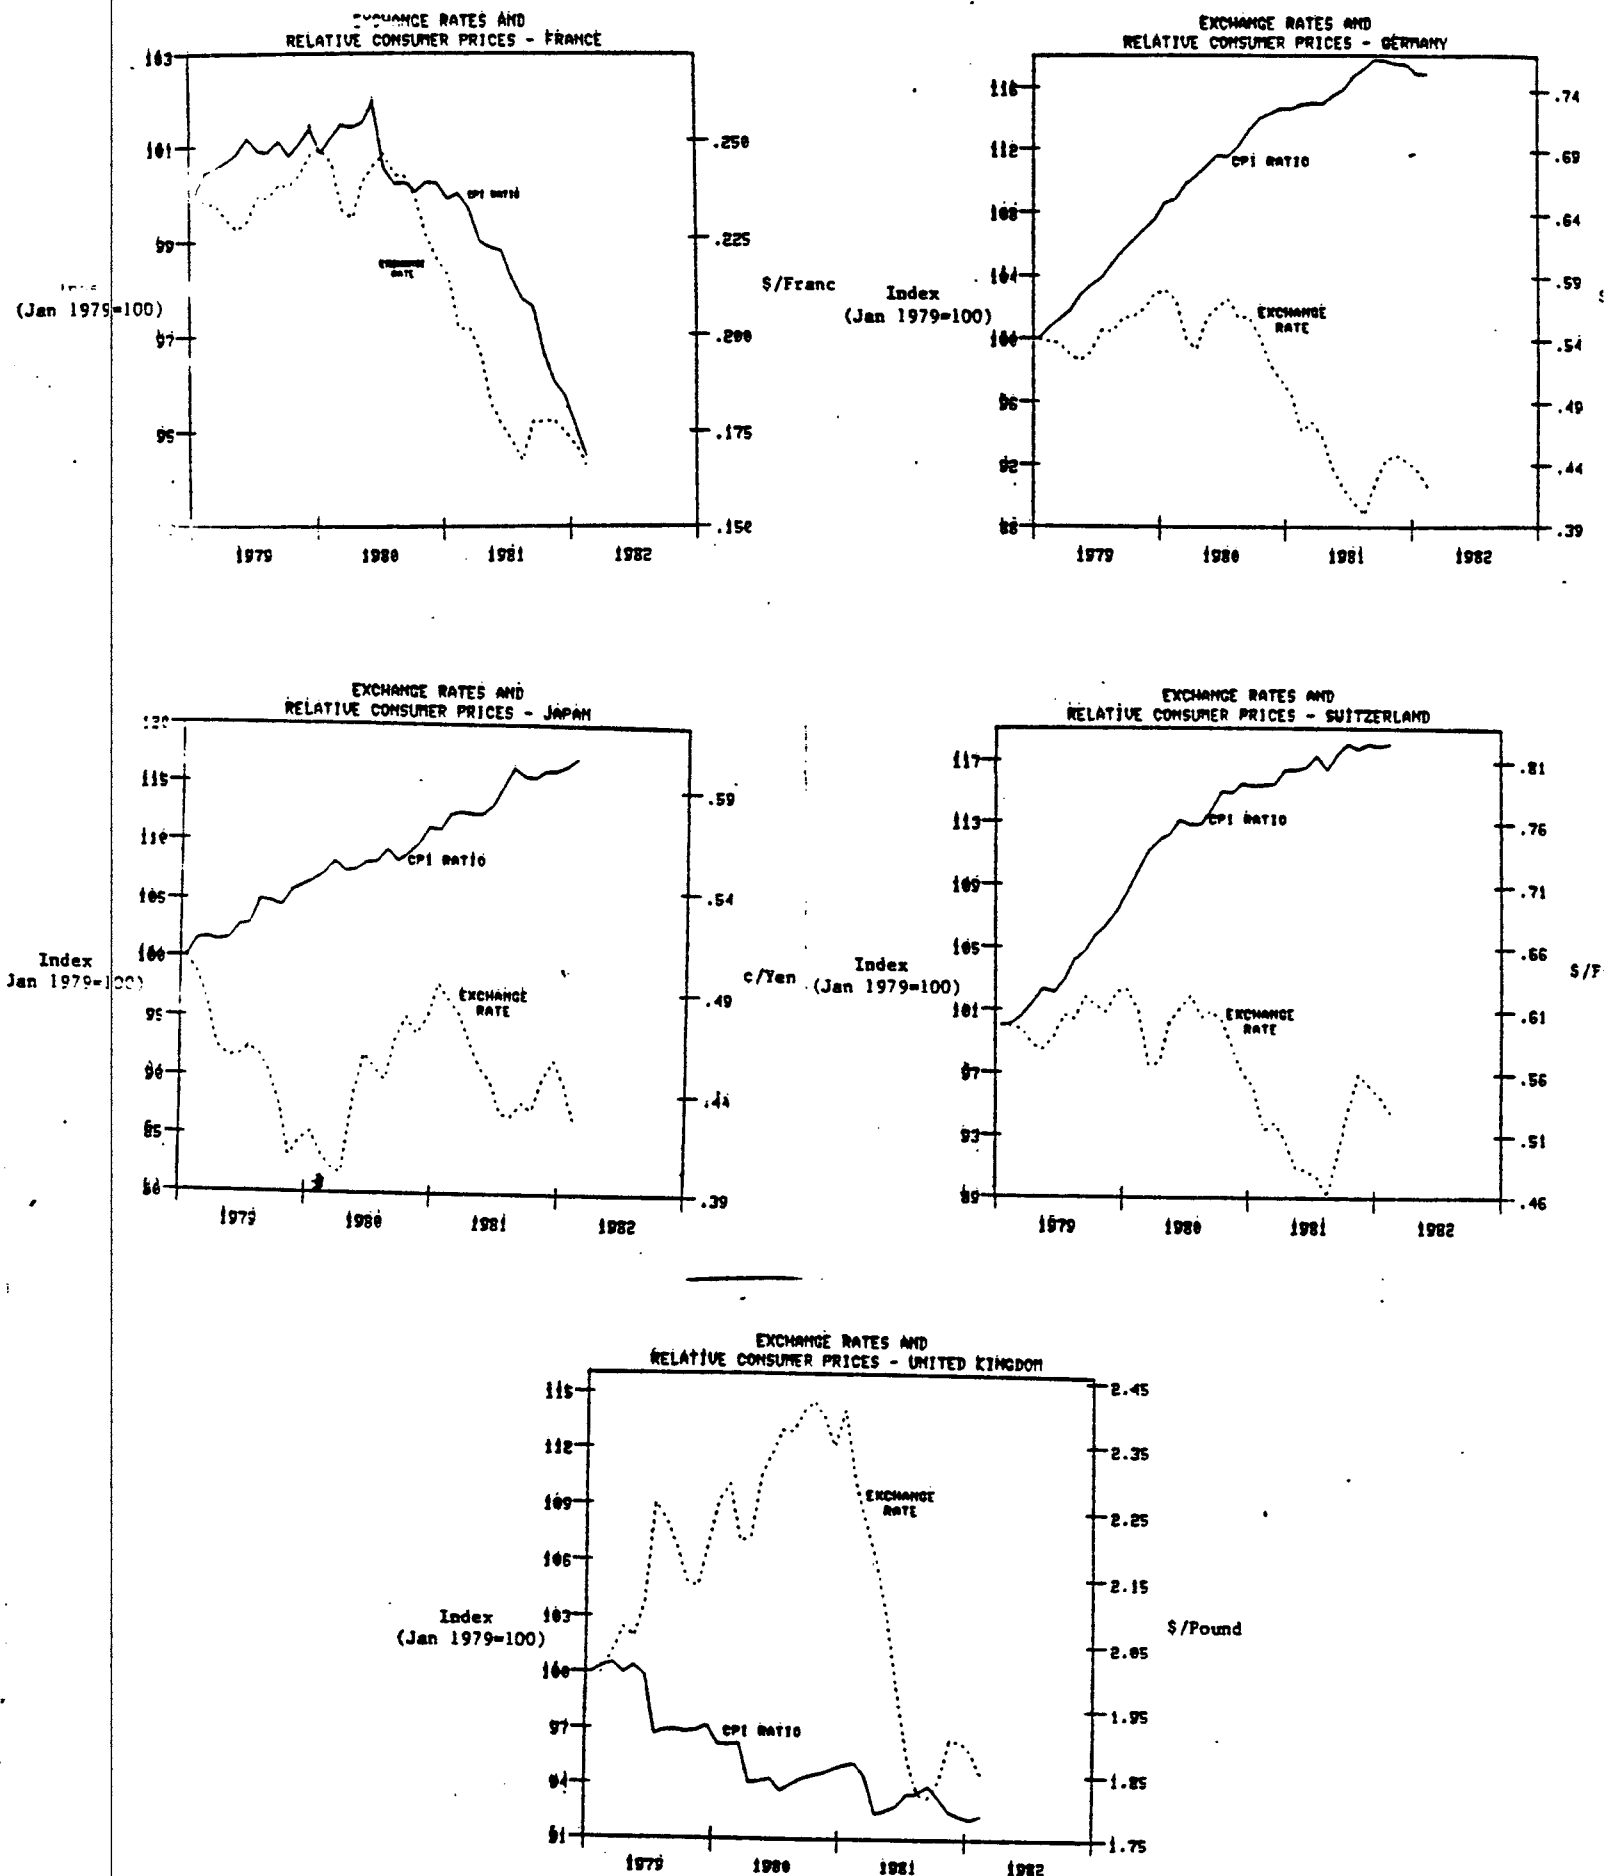 EXCHANGE RATES AND
RELATIVE CONSUMER PRICES - FRANCE
103
101
99
97
95
CPI RATIO
EXCHANGE
RATE
(Jan 1979=100)
.250
.225
.200
.175
.150
$/Franc
1979 1980 1981 1982
EXCHANGE RATES AND
RELATIVE CONSUMER PRICES - GERMANY
116
112
108
104
100
96
92
88
Index
(Jan 1979=100)
CPI RATIO
EXCHANGE
RATE
.74
.69
.64
.59
.54
.49
.44
.39
$
1979 1980 1981 1982
EXCHANGE RATES AND
RELATIVE CONSUMER PRICES - JAPAN
120
115
110
105
100
95
90
85
80
Index
Jan 1979=100)
CPI RATIO
EXCHANGE
RATE
.59
.54
.49
.44
.39
c/Yen
1979 1980 1981 1982
EXCHANGE RATES AND
RELATIVE CONSUMER PRICES - SWITZERLAND
117
113
109
105
101
97
93
89
Index
(Jan 1979=100)
CPI RATIO
EXCHANGE
RATE
.81
.76
.71
.66
.61
.56
.51
.46
$/F
1979 1980 1981 1982
EXCHANGE RATES AND
RELATIVE CONSUMER PRICES - UNITED KINGDOM
115
112
109
106
103
100
97
94
91
Index
(Jan 1979=100)
EXCHANGE
RATE
CPI RATIO
2.45
2.35
2.25
2.15
2.05
1.95
1.85
1.75
$/Pound
1979 1980 1981 1982